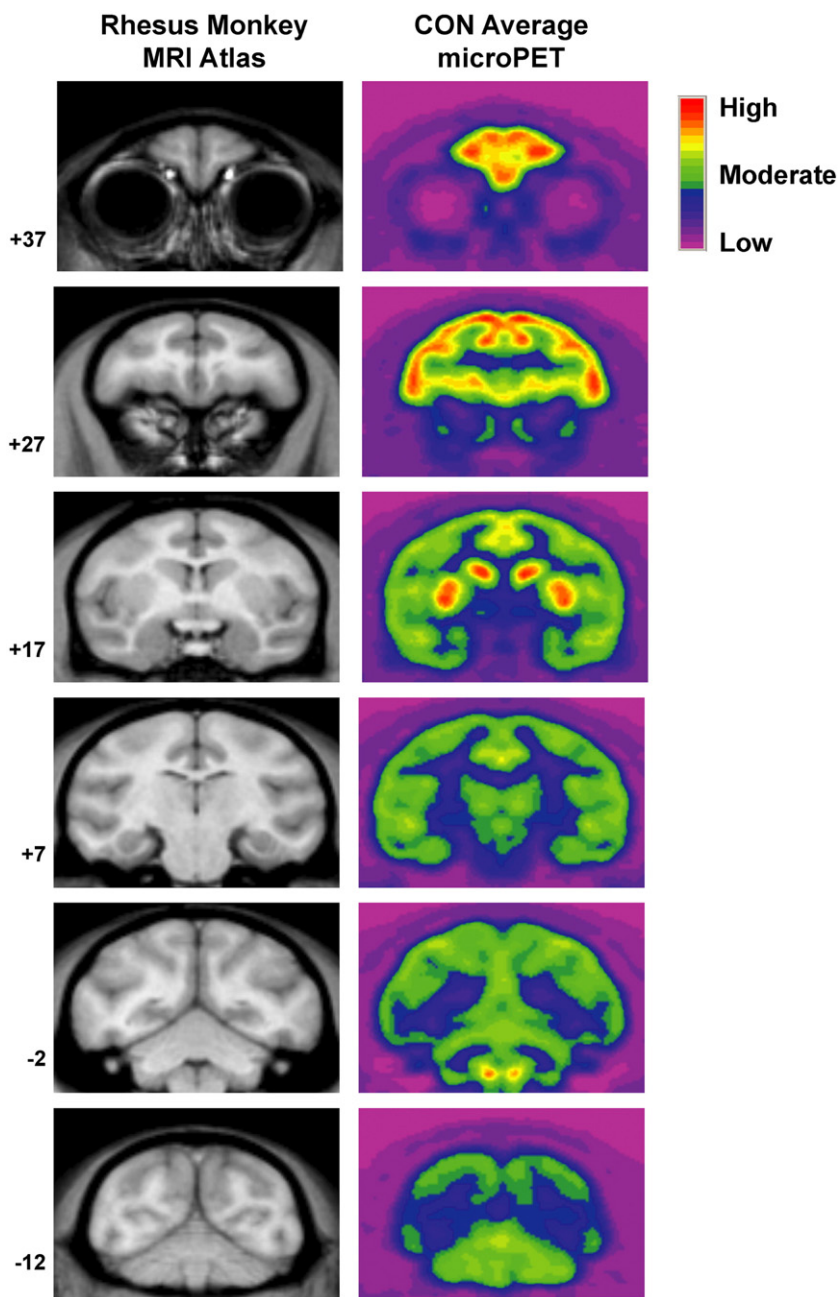 Rhesus Monkey
MRI Atlas
CON Average
microPET
High
Moderate
Low
+37
+27
+17
+7
-2
-12